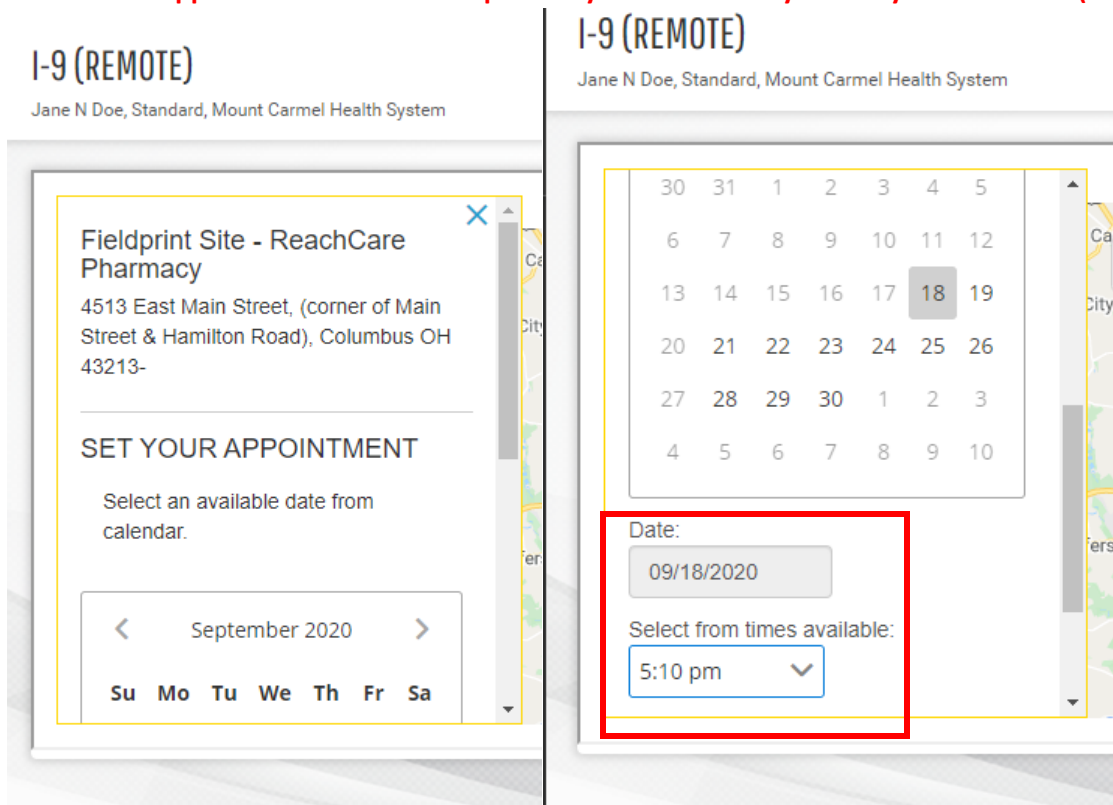 I-9 (REMOTE)
Jane N Doe, Standard, Mount Carmel Health System
Fieldprint Site - ReachCare
Pharmacy
4513 East Main Street, (corner of Main
Street & Hamilton Road), Columbus OH
43213-
SET YOUR APPOINTMENT
Select an available date from
calendar.
September 2020
Su Mo Tu We Th Fr Sa
I-9 (REMOTE)
Jane N Doe, Standard, Mount Carmel Health System
30 31 1 2 3 4 5
6 7 8 9 10 11 12
13 14 15 16 17 18 19
20 21 22 23 24 25 26
27 28 29 30 1 2 3
4 5 6 7 8 9 10
Date:
09/18/2020
Select from times available:
5:10 pm